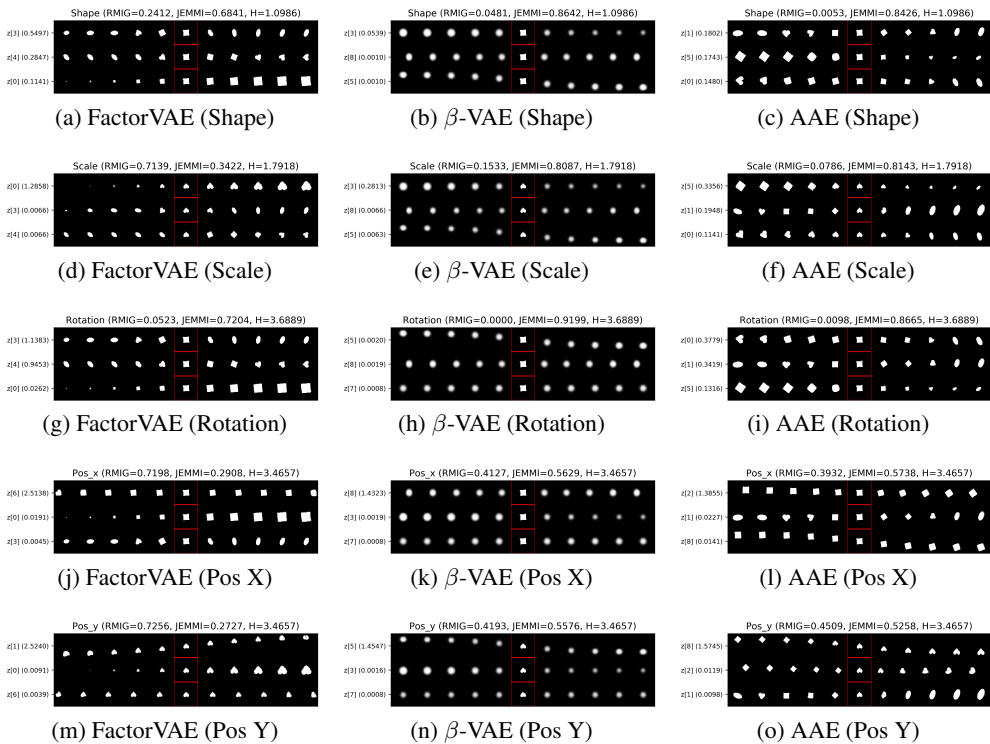 Shape (RMIG=0.2412, JEMMI=0.6841, H=1.0986)
z[3] (0.5497)
z[4] (0.2847)
z[0] (0.1141)
(a) FactorVAE (Shape)
Shape (RMIG=0.0481, JEMMI=0.8642, H=1.0986)
z[3] (0.0539)
z[8] (0.0010)
z[5] (0.0010)
(b) β-VAE (Shape)
Shape (RMIG=0.0053, JEMMI=0.8426, H=1.0986)
z[1] (0.1802)
z[5] (0.1743)
z[0] (0.1480)
(c) AAE (Shape)
Scale (RMIG=0.7139, JEMMI=0.3422, H=1.7918)
z[0] (1.2858)
z[3] (0.0066)
z[4] (0.0066)
(d) FactorVAE (Scale)
Scale (RMIG=0.1533, JEMMI=0.8087, H=1.7918)
z[3] (0.2813)
z[8] (0.0066)
z[5] (0.0063)
(e) β-VAE (Scale)
Scale (RMIG=0.0786, JEMMI=0.8143, H=1.7918)
z[5] (0.3356)
z[1] (0.1948)
z[0] (0.1141)
(f) AAE (Scale)
Rotation (RMIG=0.0523, JEMMI=0.7204, H=3.6889)
z[3] (1.1383)
z[4] (0.9453)
z[0] (0.0262)
(g) FactorVAE (Rotation)
Rotation (RMIG=0.0000, JEMMI=0.9199, H=3.6889)
z[5] (0.0020)
z[8] (0.0019)
z[7] (0.0008)
(h) β-VAE (Rotation)
Rotation (RMIG=0.0098, JEMMI=0.8665, H=3.6889)
z[0] (0.3779)
z[1] (0.3419)
z[5] (0.1316)
(i) AAE (Rotation)
Pos_x (RMIG=0.7198, JEMMI=0.2908, H=3.4657)
z[6] (2.5138)
z[0] (0.0191)
z[3] (0.0045)
(j) FactorVAE (Pos X)
Pos_x (RMIG=0.4127, JEMMI=0.5629, H=3.4657)
z[8] (1.4323)
z[3] (0.0019)
z[7] (0.0008)
(k) β-VAE (Pos X)
Pos_x (RMIG=0.3932, JEMMI=0.5738, H=3.4657)
z[2] (1.3855)
z[1] (0.0227)
z[8] (0.0141)
(l) AAE (Pos X)
Pos_y (RMIG=0.7256, JEMMI=0.2727, H=3.4657)
z[1] (2.5240)
z[0] (0.0091)
z[6] (0.0039)
(m) FactorVAE (Pos Y)
Pos_y (RMIG=0.4193, JEMMI=0.5576, H=3.4657)
z[5] (1.4547)
z[3] (0.0016)
z[7] (0.0008)
(n) β-VAE (Pos Y)
Pos_y (RMIG=0.4509, JEMMI=0.5258, H=3.4657)
z[8] (1.5745)
z[2] (0.0119)
z[1] (0.0098)
(o) AAE (Pos Y)